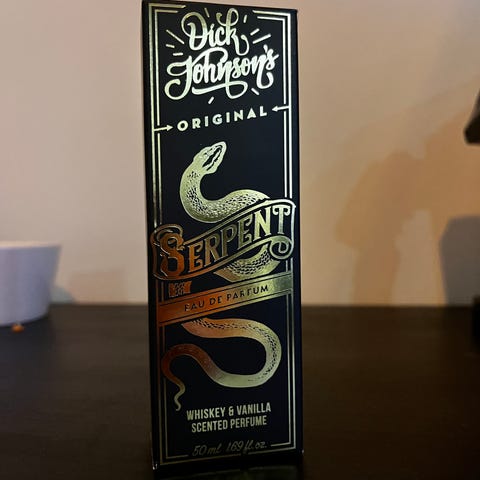 Dick
Johnson's
ORIGINAL
SERPENT
EAU DE PARFUM
WHISKEY & VANILLA
SCENTED PERFUME
50 ml 1.69 fl. oz.